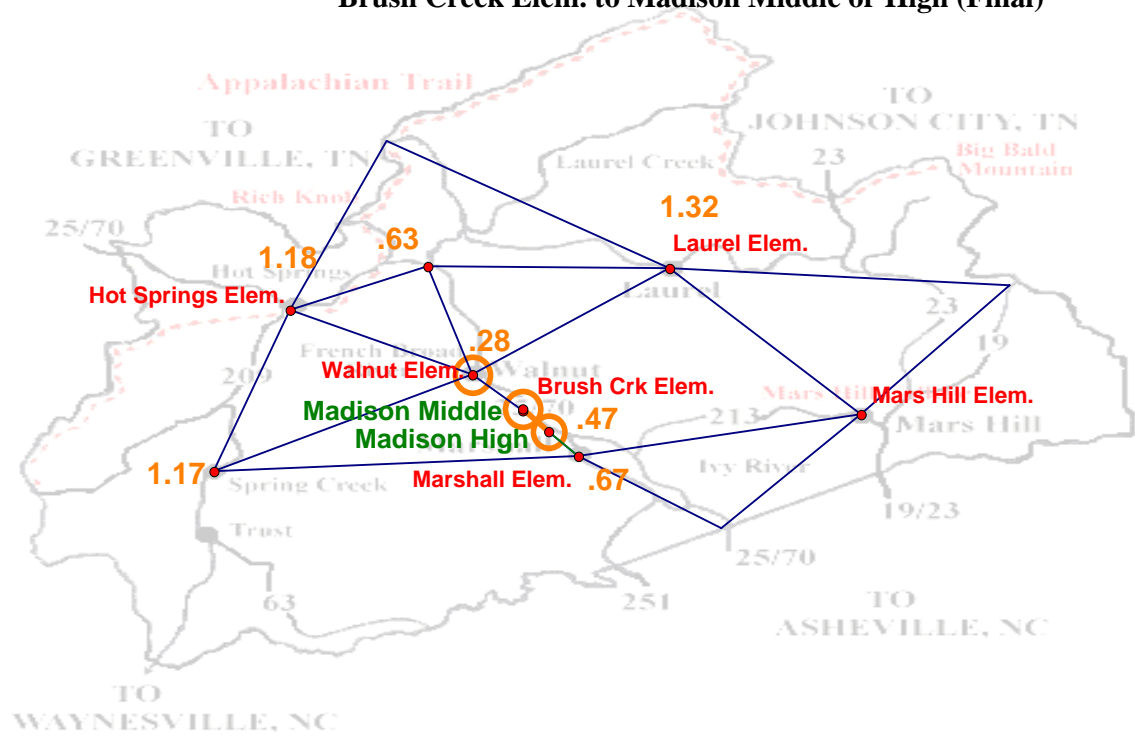 Brush Creek Elem. to Madison Middle or High (Final)
Appalachian Trail
TO
JOHNSON CITY, TN
TO
GREENVILLE, TN
Laurel Creek
23
Big Bald
Mountain
Rich Knob
1.32
25/70
.63
Laurel Elem.
1.18
Hot Springs
Hot Springs Elem.
Laurel
23
19
.28
French Broad
Walnut Elem.
Walnut
209
Brush Crk Elem.
Mars Hill
Mars Hill Elem.
Madison Middle
70
.47
213
Madison High
Mars Hill
1.17
Spring Creek
Marshall Elem.
.67
Ivy River
19/23
Trust
25/70
63
251
TO
ASHEVILLE, NC
TO
WAYNESVILLE, NC